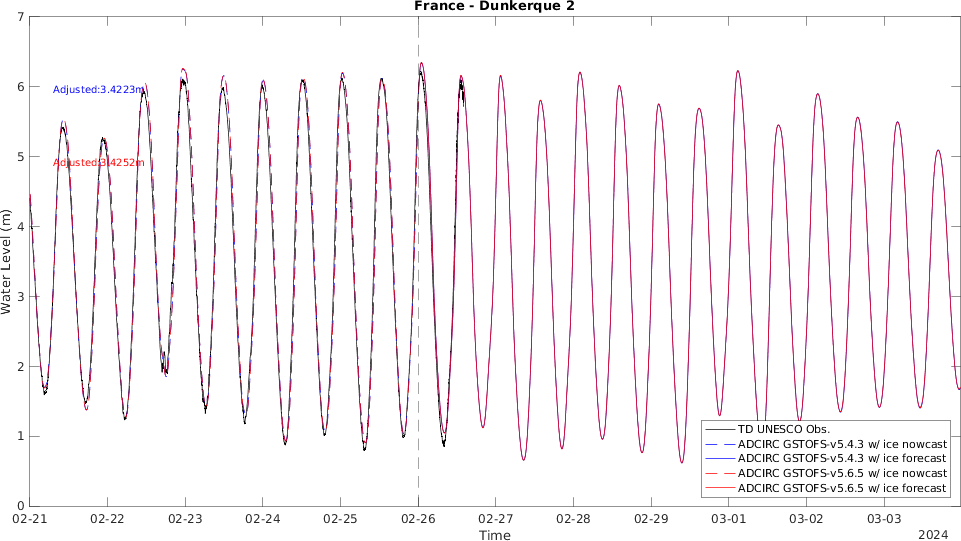 France - Dunkerque 2
7
6
5
4
3
2
1
0
Water Level (m)
Adjusted:3.4223m
Adjusted:3.4252m
TD UNESCO Obs.
ADCIRC GSTOFS-v5.4.3 w/ ice nowcast
ADCIRC GSTOFS-v5.4.3 w/ ice forecast
ADCIRC GSTOFS-v5.6.5 w/ ice nowcast
ADCIRC GSTOFS-v5.6.5 w/ ice forecast
02-21 02-22 02-23 02-24 02-25 02-26 02-27 02-28 02-29 03-01 03-02 03-03
Time
2024